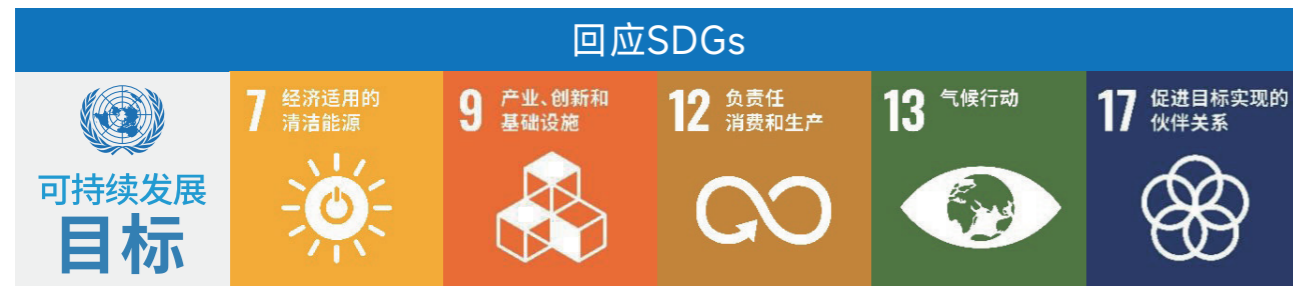 回应SDGs
可持续发展
目标
7 经济适用的
清洁能源
9 产业、创新和
基础设施
12 负责任
消费和生产
13 气候行动
17 促进目标实现的
伙伴关系